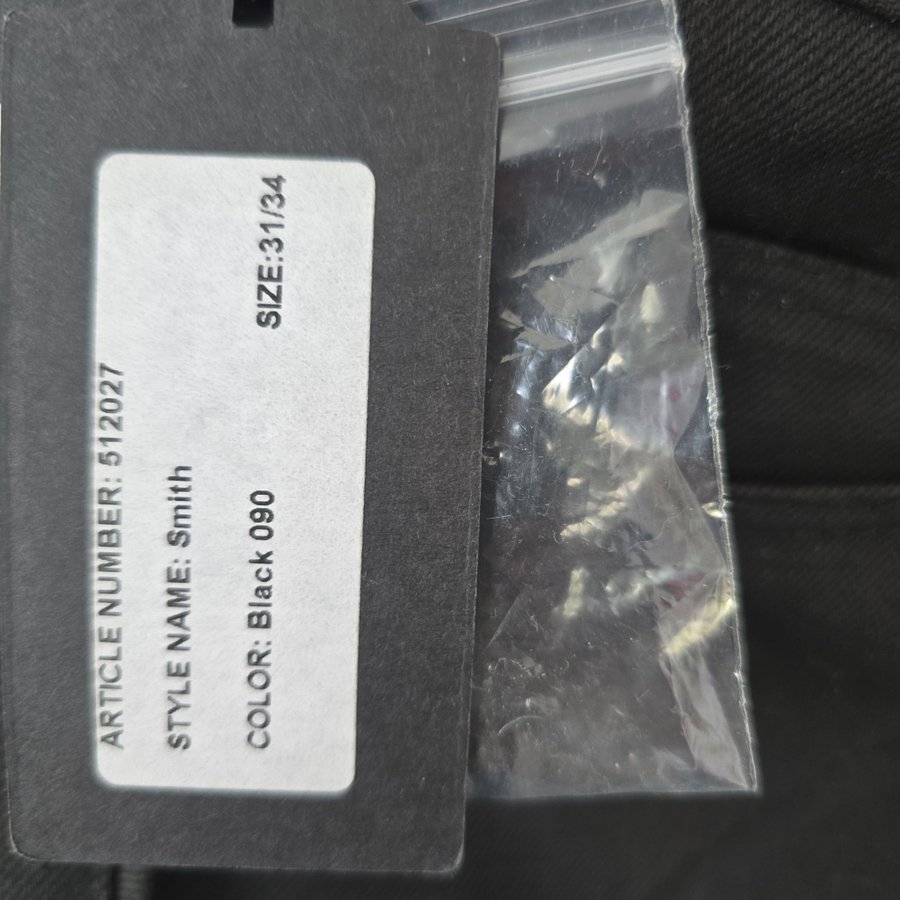 ARTICLE NUMBER: 512027
STYLE NAME: Smith
COLOR: Black 090 SIZE:31/34